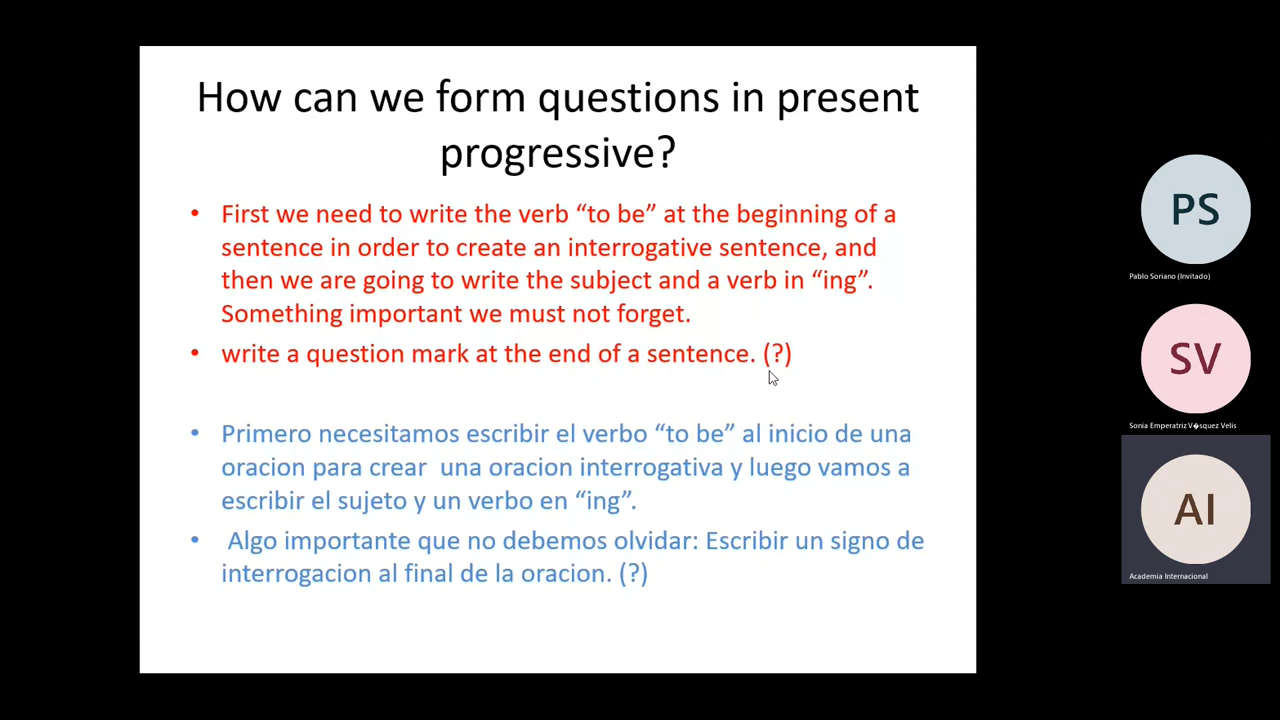 How can we form questions in present
progressive?
• First we need to write the verb “to be” at the beginning of a
sentence in order to create an interrogative sentence, and
then we are going to write the subject and a verb in “ing”.
Something important we must not forget.
• write a question mark at the end of a sentence. (?)
• Primero necesitamos escribir el verbo “to be” al inicio de una
oracion para crear una oracion interrogativa y luego vamos a
escribir el sujeto y un verbo en “ing”.
• Algo importante que no debemos olvidar: Escribir un signo de
interrogacion al final de la oracion. (?)
PS
Pablo Soriano (Invitado)
SV
Sonia Emperatriz V�squez Velis
AI
Academia Internacional